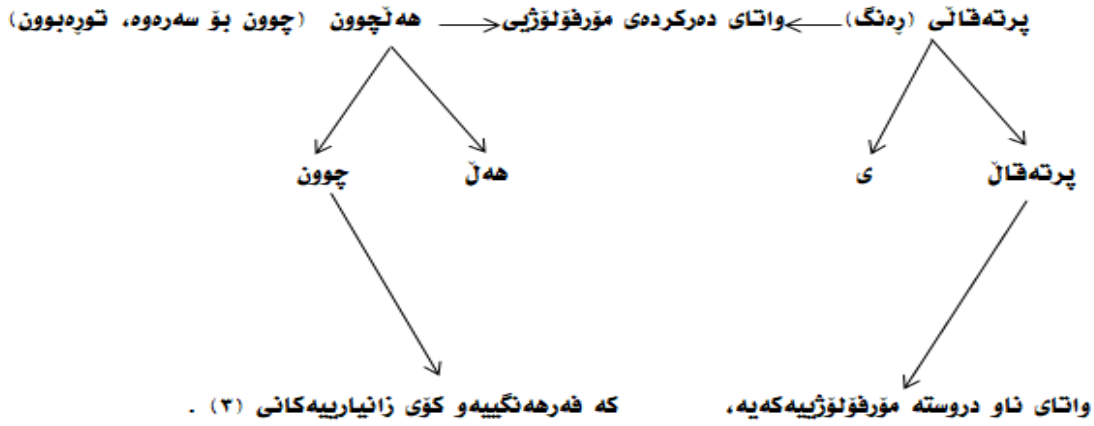 پرتەقاڵی (ڕەنگ) واتای دەرکردەی مۆرفۆلۆژیی هەڵچوون (چوون بۆ سەرەوە، توڕەبوون)
پرتەقاڵ ی هەڵ چوون
واتای ناو دروستە مۆرفۆلۆژییەکەیە، کە فەرهەنگییەو کۆی زانیارییەکانی (٣) .